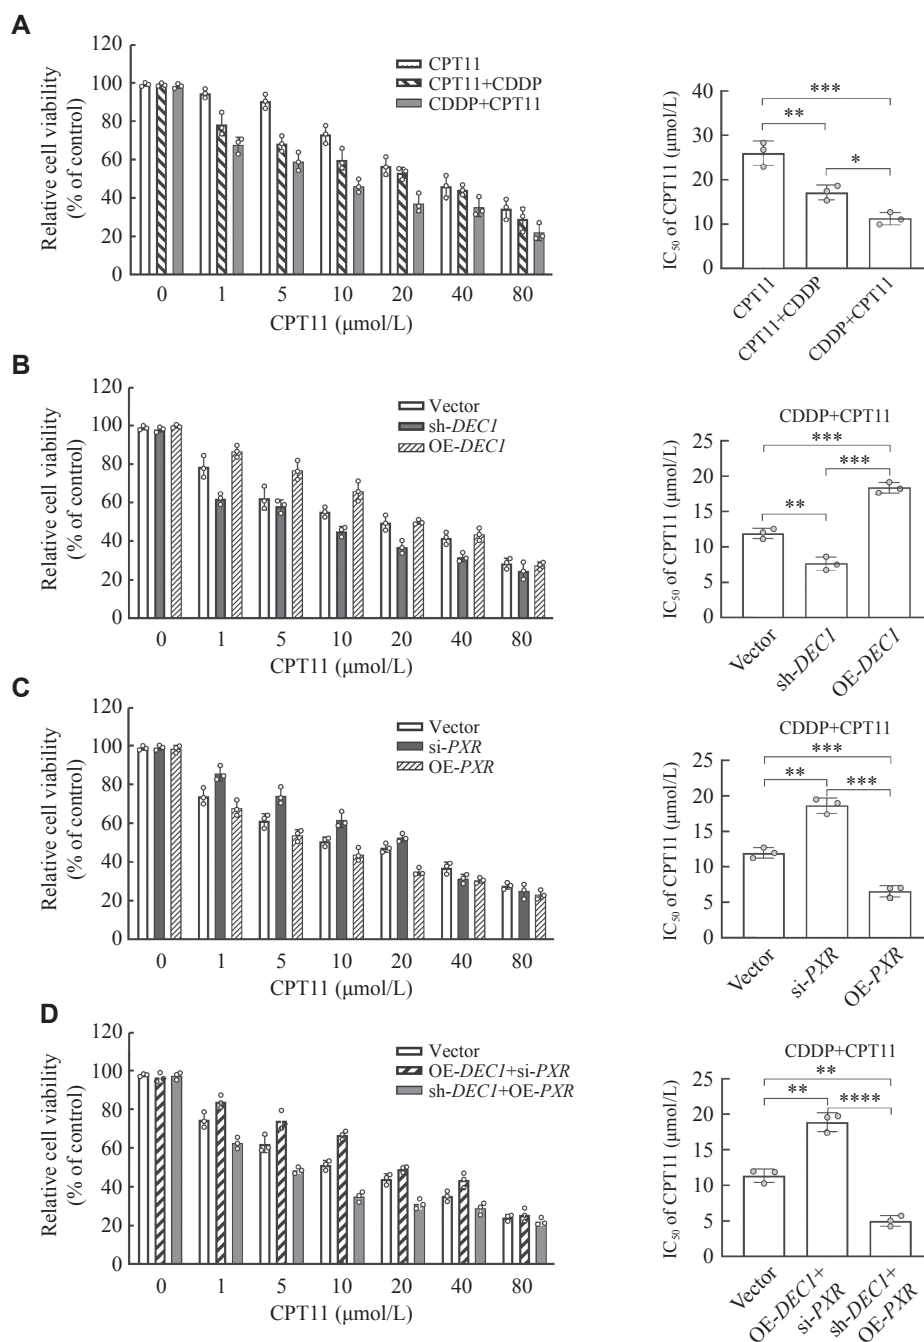 A
Relative cell viability
(% of control)
120
100
80
60
40
20
0
CPT11
CPT11+CDDP
CDDP+CPT11
0 1 5 10 20 40 80
CPT11 (μmol/L)
IC50 of CPT11 (μmol/L)
40
30
20
10
0
***
**
*
CPT11
CPT11+CDDP
CDDP+CPT11
B
Relative cell viability
(% of control)
120
100
80
60
40
20
0
Vector
sh-DEC1
OE-DEC1
0 1 5 10 20 40 80
CPT11 (μmol/L)
CDDP+CPT11
IC50 of CPT11 (μmol/L)
25
20
15
10
5
0
***
***
**
Vector
sh-DEC1
OE-DEC1
C
Relative cell viability
(% of control)
120
100
80
60
40
20
0
Vector
si-PXR
OE-PXR
0 1 5 10 20 40 80
CPT11 (μmol/L)
CDDP+CPT11
IC50 of CPT11 (μmol/L)
25
20
15
10
5
0
***
**
***
Vector
si-PXR
OE-PXR
D
Relative cell viability
(% of control)
120
100
80
60
40
20
0
Vector
OE-DEC1+si-PXR
sh-DEC1+OE-PXR
0 1 5 10 20 40 80
CPT11 (μmol/L)
CDDP+CPT11
IC50 of CPT11 (μmol/L)
25
20
15
10
5
0
**
**
****
Vector
OE-DEC1+
si-PXR
sh-DEC1+
OE-PXR